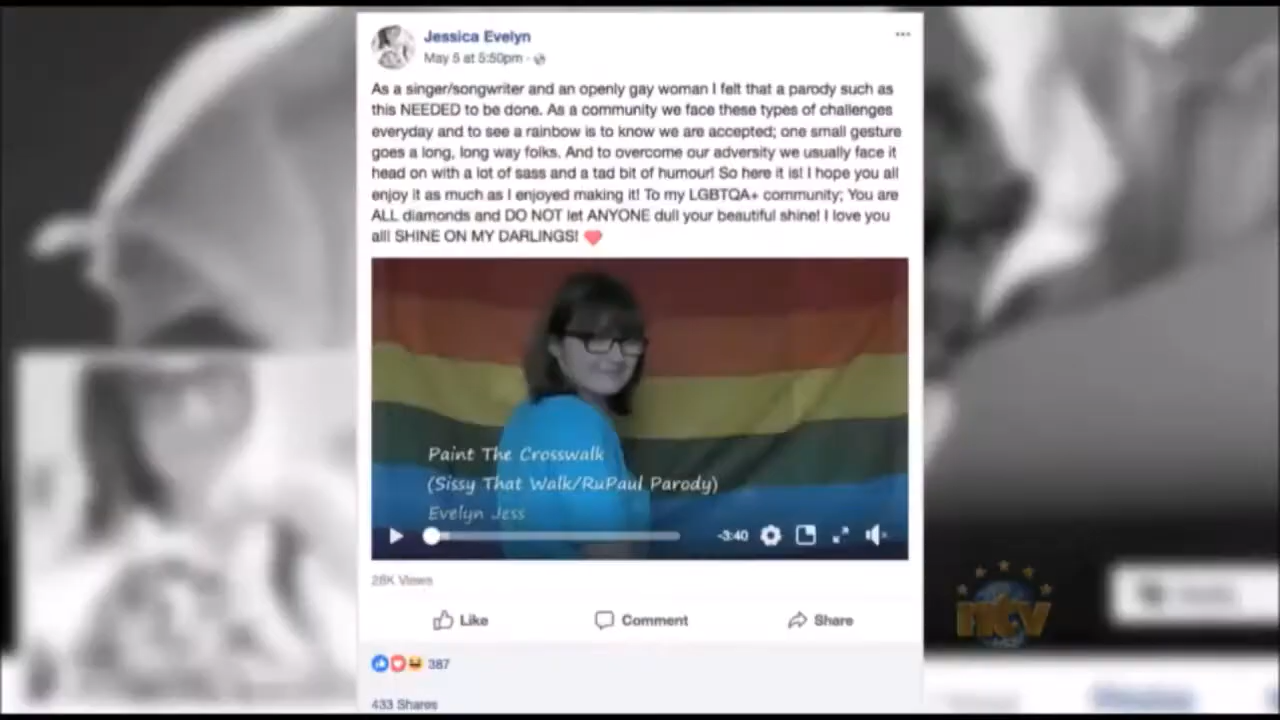 Jessica Evelyn
May 5 at 5:50pm ·
As a singer/songwriter and an openly gay woman I felt that a parody such as
this NEEDED to be done. As a community we face these types of challenges
everyday and to see a rainbow is to know we are accepted; one small gesture
goes a long, long way folks. And to overcome our adversity we usually face it
head on with a lot of sass and a tad bit of humour! So here it is! I hope you all
enjoy it as much as I enjoyed making it! To my LGBTQA+ community; You are
ALL diamonds and DO NOT let ANYONE dull your beautiful shine! I love you
all! SHINE ON MY DARLINGS!
Paint The Crosswalk
(Sissy That Walk/RuPaul Parody)
Evelyn Jess
-3:40
28K Views
Like Comment Share
387
433 Shares
ntv